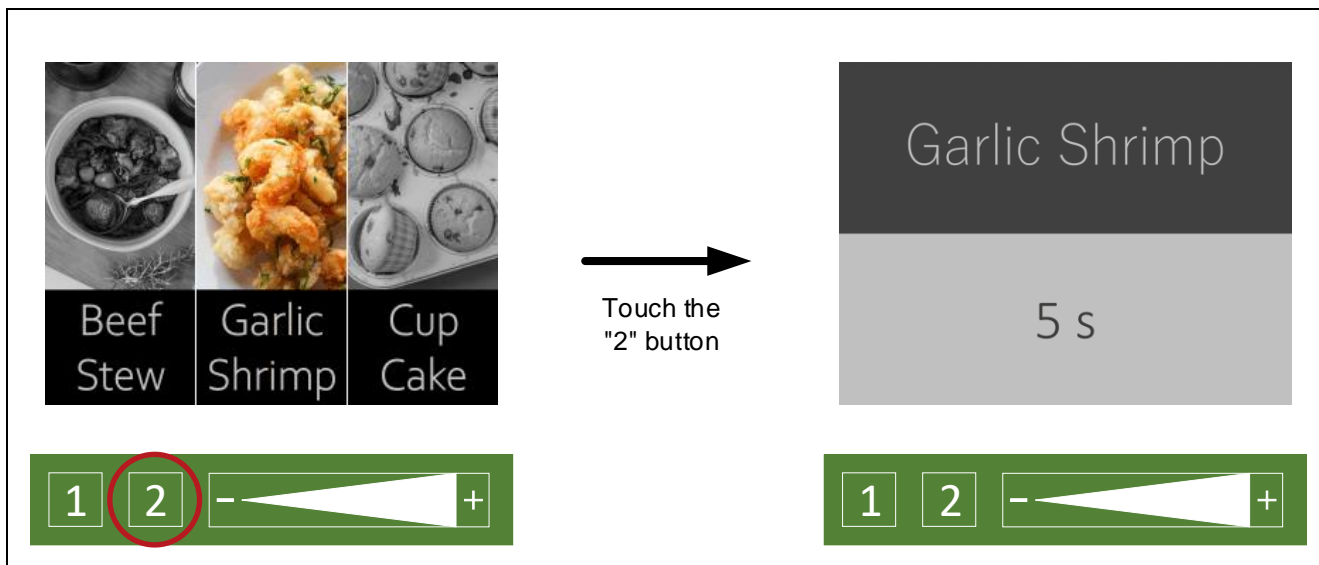 Beef
Stew
Garlic
Shrimp
Cup
Cake
1
2
-
+
Touch the
"2" button
Garlic Shrimp
5 s
1
2
-
+